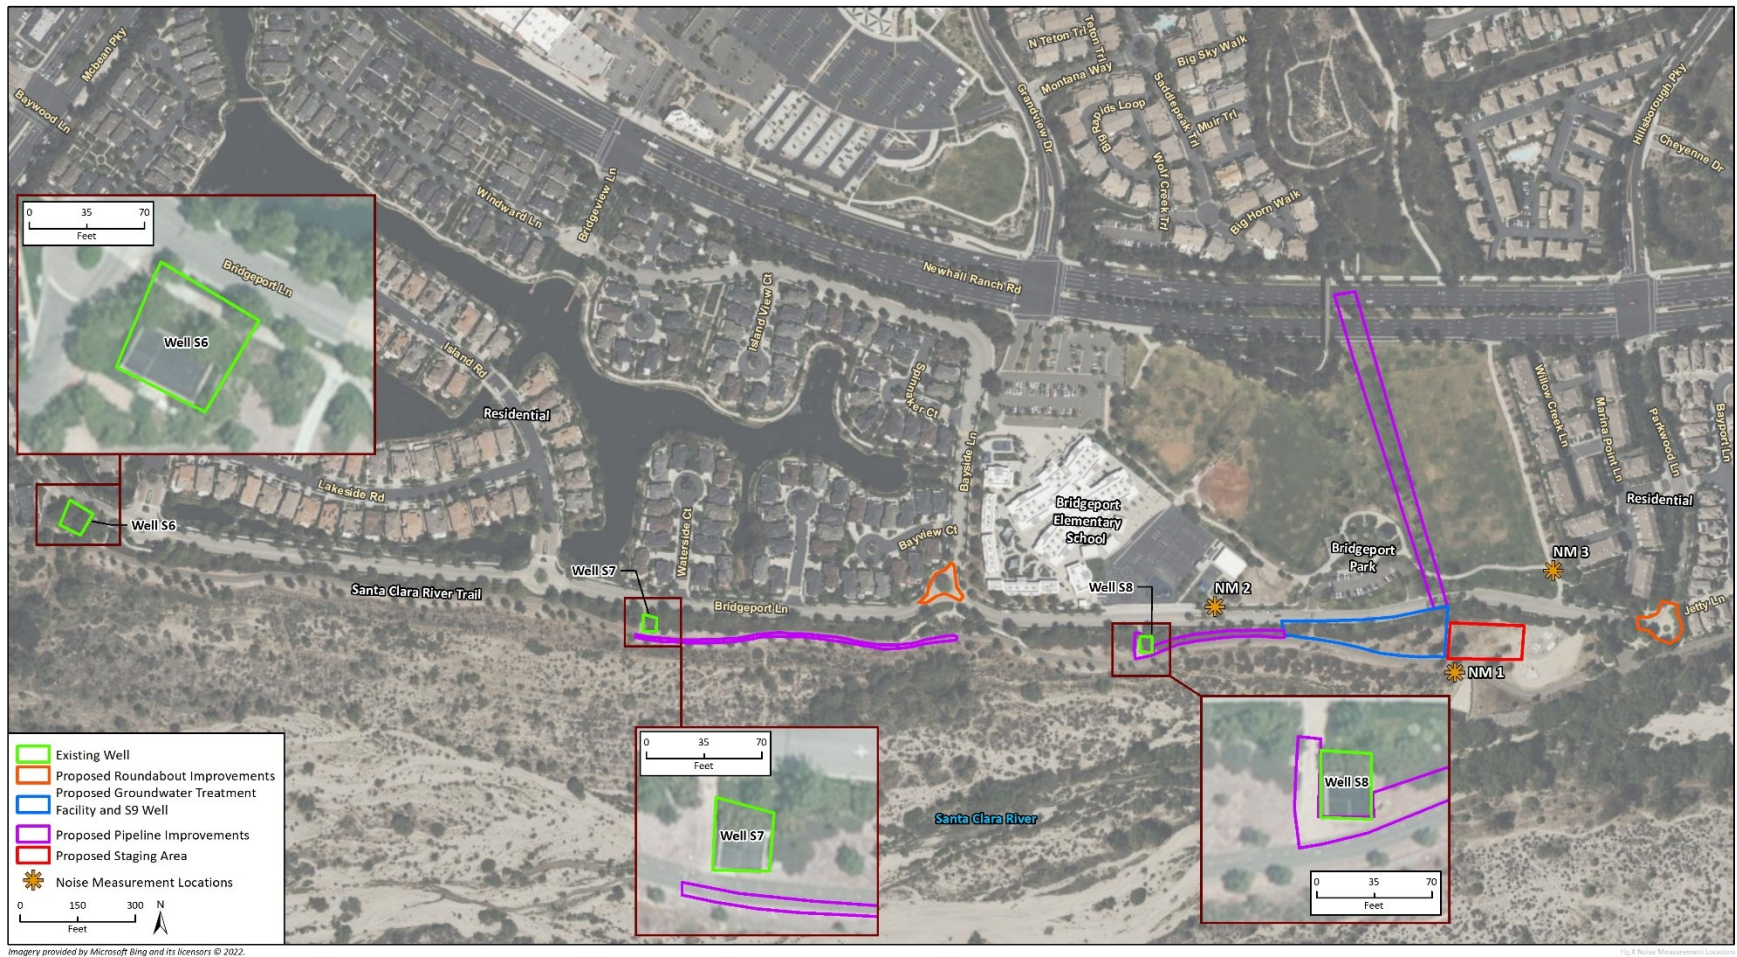 Mcbean Pky
Baywood Ln
Windward Ln
Bridgeview Ln
N Teton Trl
Teton Trl
Big Sky Walk
Montana Way
Grandview Dr
Big Rapids Loop
Saddlepeak Trl
Muir Trl
Wolf Creek Trl
Big Horn Walk
Hillsborough Pky
Cheyenne Dr
Newhall Ranch Rd
0 35 70
Feet
Bridgeport Ln
Well S6
Island Rd
Residential
Island View Ct
Spinnaker Ct
Bayside Ln
Lakeside Rd
Well S6
Waterside Ct
Bayview Ct
Bridgeport
Elementary
School
Bridgeport
Park
Willow Creek Ln
Marina Point Ln
Parkwood Ln
Bayport Ln
Residential
NM 3
Santa Clara River Trail
Well S7
Bridgeport Ln
Well S8
NM 2
Jetty Ln
NM 1
0 35 70
Feet
Well S7
Santa Clara River
Well S8
0 35 70
Feet
Existing Well
Proposed Roundabout Improvements
Proposed Groundwater Treatment
Facility and S9 Well
Proposed Pipeline Improvements
Proposed Staging Area
Noise Measurement Locations
0 150 300
Feet
N
Imagery provided by Microsoft Bing and its licensors © 2022.
Fig X Noise Measurement Locations